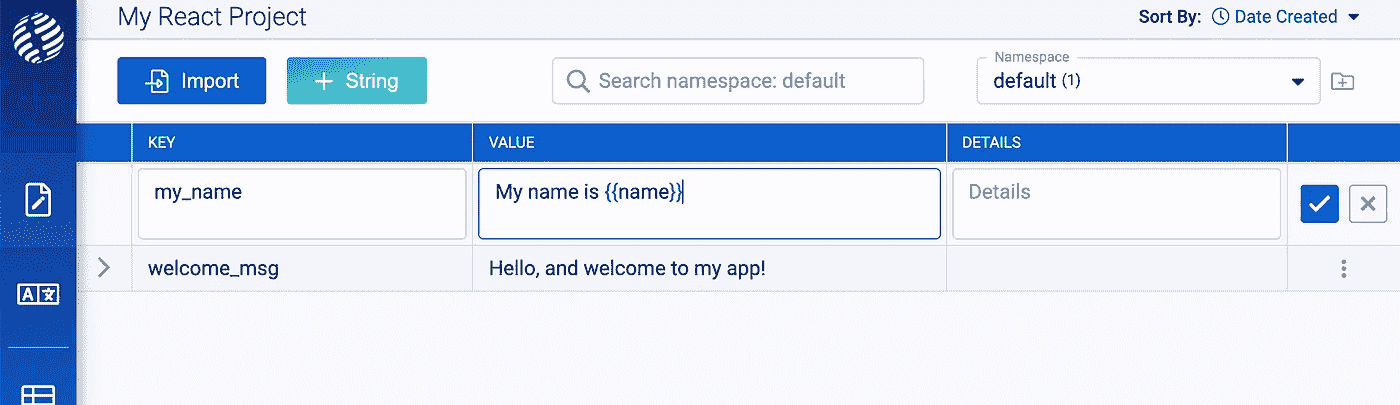 My React Project
Sort By: Date Created
Import
+ String
Search namespace: default
Namespace
default (1)
KEY VALUE DETAILS
my_name My name is {{name}} Details
welcome_msg Hello, and welcome to my app!
A 文